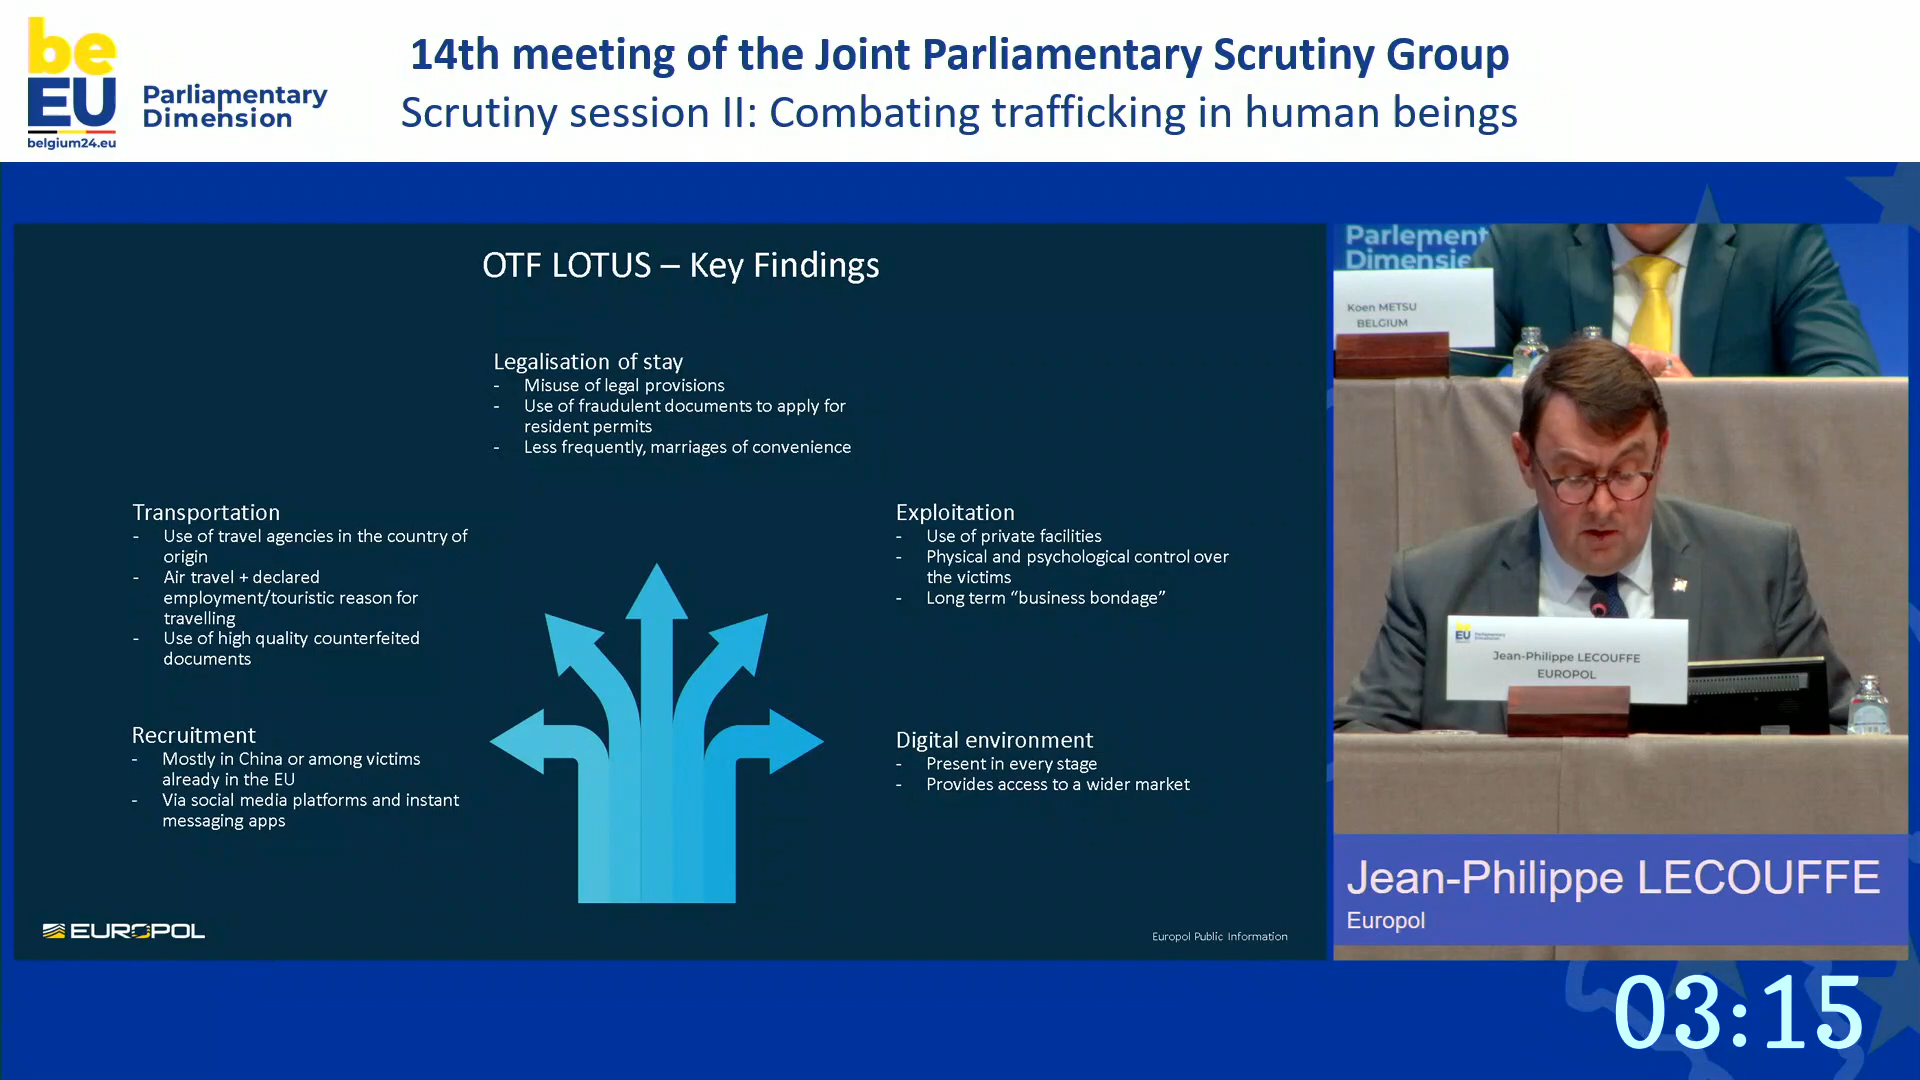 be
EU
Parliamentary
Dimension
belgium24.eu
14th meeting of the Joint Parliamentary Scrutiny Group
Scrutiny session II: Combating trafficking in human beings
OTF LOTUS – Key Findings
Legalisation of stay
- Misuse of legal provisions
- Use of fraudulent documents to apply for
resident permits
- Less frequently, marriages of convenience
Transportation
- Use of travel agencies in the country of
origin
- Air travel + declared
employment/touristic reason for
travelling
- Use of high quality counterfeited
documents
Exploitation
- Use of private facilities
- Physical and psychological control over
the victims
- Long term “business bondage”
Recruitment
- Mostly in China or among victims
already in the EU
- Via social media platforms and instant
messaging apps
Digital environment
- Present in every stage
- Provides access to a wider market
EUROPOL
Europol Public Information
Parlement
Dimensie
Koen METSU
BELGIUM
be
EU
Parliamentary
Dimension
Jean-Philippe LECOUFFE
EUROPOL
Jean-Philippe LECOUFFE
Europol
03:15